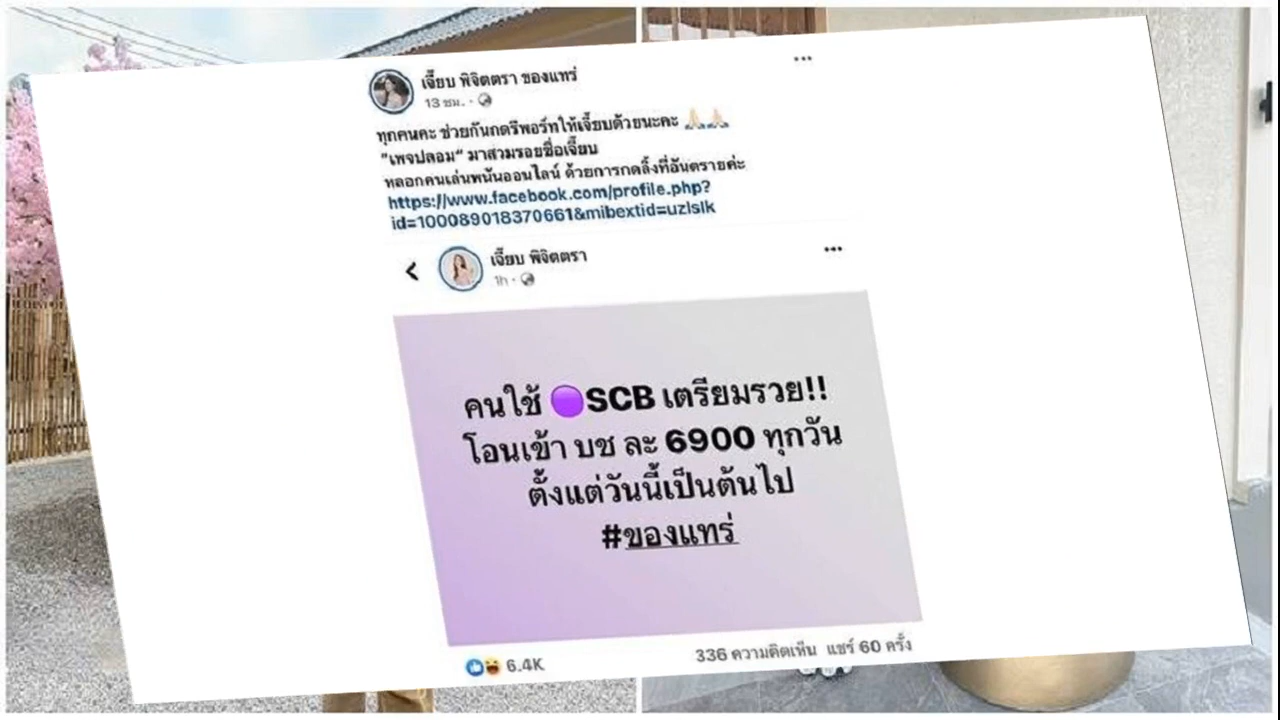 เจี๊ยบ พิจิตตรา ของแทร่
13 ชม. ·
ทุกคนคะ ช่วยกันกดรีพอร์ทให้เจี๊ยบด้วยนะคะ 🙏🏻🙏🏻
"เพจปลอม" มาสวมรอยชื่อเจี๊ยบ
หลอกคนเล่นพนันออนไลน์ ด้วยการกดลิ้งที่อันตรายค่ะ
https://www.facebook.com/profile.php?
id=100089018370661&mibextid=uzlslk
เจี๊ยบ พิจิตตรา
1h ·
คนใช้ 🟣SCB เตรียมรวย!!
โอนเข้า บช ละ 6900 ทุกวัน
ตั้งแต่วันนี้เป็นต้นไป
#ของแทร่
6.4K
336 ความคิดเห็น แชร์ 60 ครั้ง